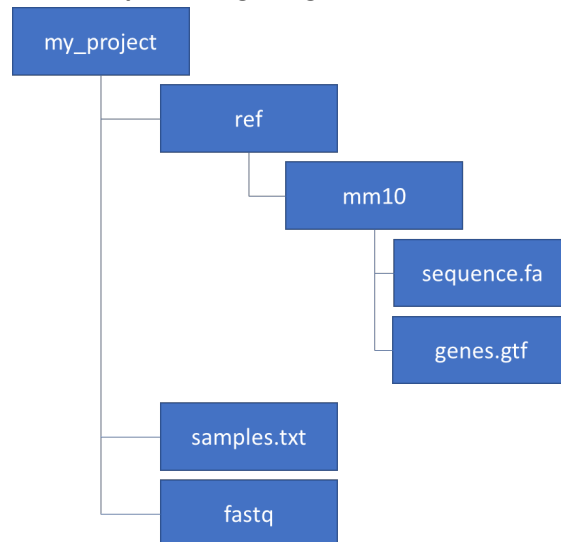 my_project
ref
mm10
sequence.fa
genes.gtf
samples.txt
fastq